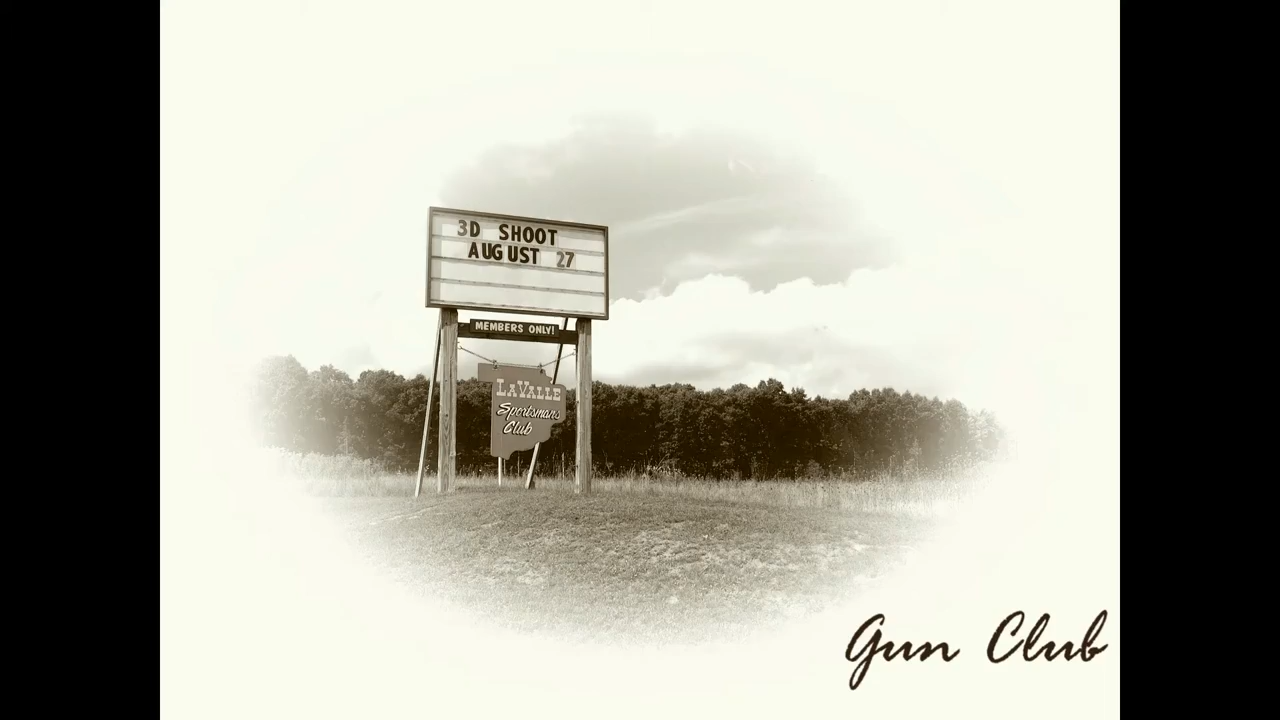 3D SHOOT
AUGUST 27
MEMBERS ONLY!
LAVALLE
Sportsmans
Club
Gun Club